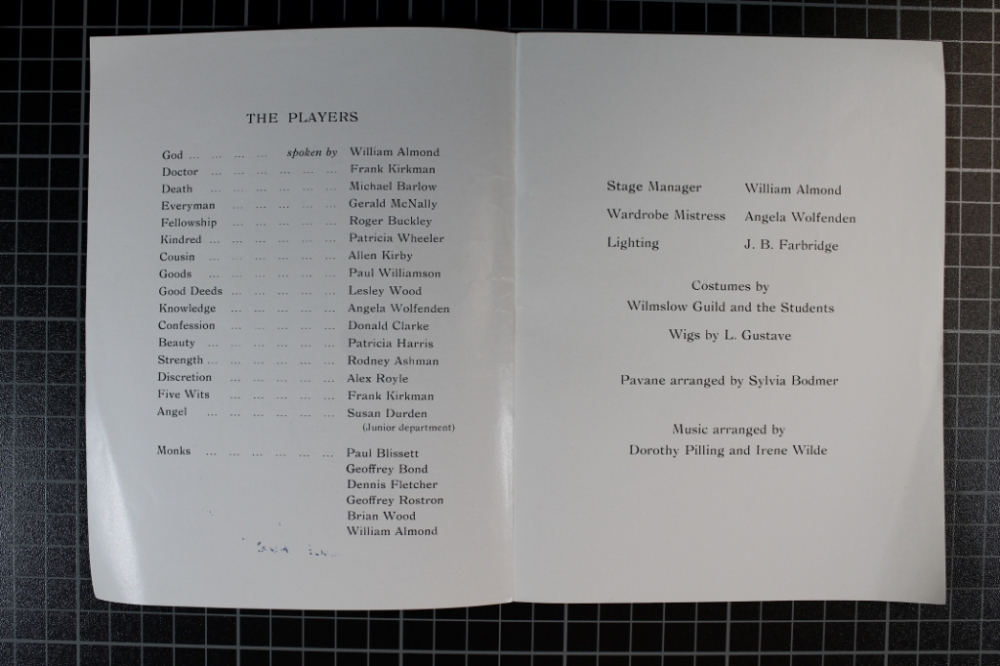 THE PLAYERS
God ... ... ... ... spoken by William Almond
Doctor ... ... ... ... ... ... Frank Kirkman
Death ... ... ... ... ... ... Michael Barlow
Everyman ... ... ... ... ... Gerald McNally
Fellowship ... ... ... ... ... Roger Buckley
Kindred ... ... ... ... ... ... Patricia Wheeler
Cousin ... ... ... ... ... ... Allen Kirby
Goods ... ... ... ... ... ... Paul Williamson
Good Deeds ... ... ... ... ... Lesley Wood
Knowledge ... ... ... ... ... Angela Wolfenden
Confession ... ... ... ... ... Donald Clarke
Beauty ... ... ... ... ... ... Patricia Harris
Strength ... ... ... ... ... ... Rodney Ashman
Discretion ... ... ... ... ... Alex Royle
Five Wits ... ... ... ... ... Frank Kirkman
Angel ... ... ... ... ... ... Susan Durden
(Junior department)
Monks ... ... ... ... ... ... Paul Blissett
Geoffrey Bond
Dennis Fletcher
Geoffrey Rostron
Brian Wood
William Almond
Stage Manager William Almond
Wardrobe Mistress Angela Wolfenden
Lighting J. B. Farbridge
Costumes by
Wilmslow Guild and the Students
Wigs by L. Gustave
Pavane arranged by Sylvia Bodmer
Music arranged by
Dorothy Pilling and Irene Wilde